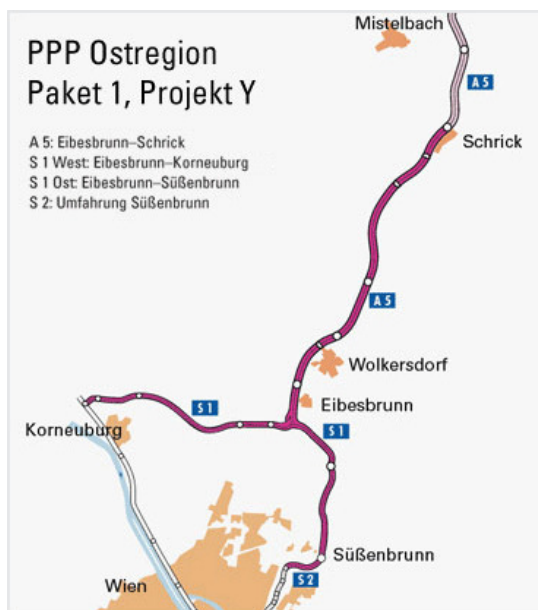 PPP Ostregion
Paket 1, Projekt Y
A 5: Eibesbrunn–Schrick
S 1 West: Eibesbrunn–Korneuburg
S 1 Ost: Eibesbrunn–Süßenbrunn
S 2: Umfahrung Süßenbrunn
Mistelbach
A 5
Schrick
A 5
Wolkersdorf
Eibesbrunn
S 1
Korneuburg
S 1
Süßenbrunn
S 2
Wien